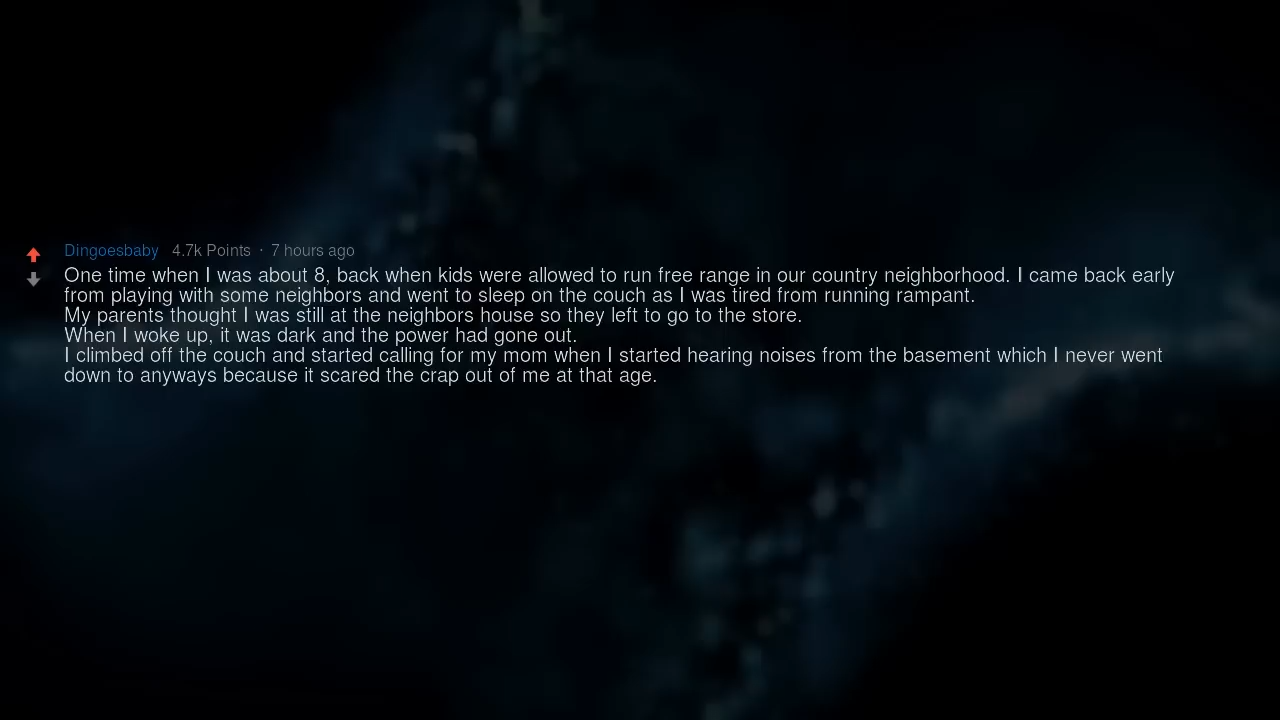 Dingoesbaby 4.7k Points · 7 hours ago
One time when I was about 8, back when kids were allowed to run free range in our country neighborhood. I came back early
from playing with some neighbors and went to sleep on the couch as I was tired from running rampant.
My parents thought I was still at the neighbors house so they left to go to the store.
When I woke up, it was dark and the power had gone out.
I climbed off the couch and started calling for my mom when I started hearing noises from the basement which I never went
down to anyways because it scared the crap out of me at that age.